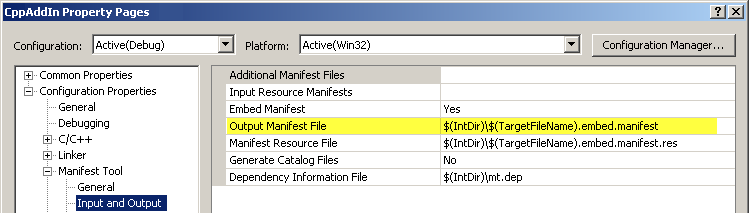 CppAddIn Property Pages
Configuration: Active(Debug) Platform: Active(Win32) Configuration Manager...
Common Properties
Configuration Properties
General
Debugging
C/C++
Linker
Manifest Tool
General
Input and Output
Additional Manifest Files
Input Resource Manifests
Embed Manifest Yes
Output Manifest File $(IntDir)\$(TargetFileName).embed.manifest
Manifest Resource File $(IntDir)\$(TargetFileName).embed.manifest.res
Generate Catalog Files No
Dependency Information File $(IntDir)\mt.dep